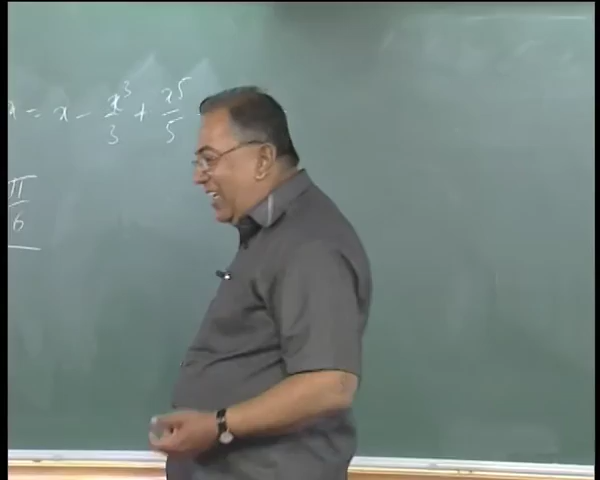 x = x - x³/3 + x⁵/5
π/6